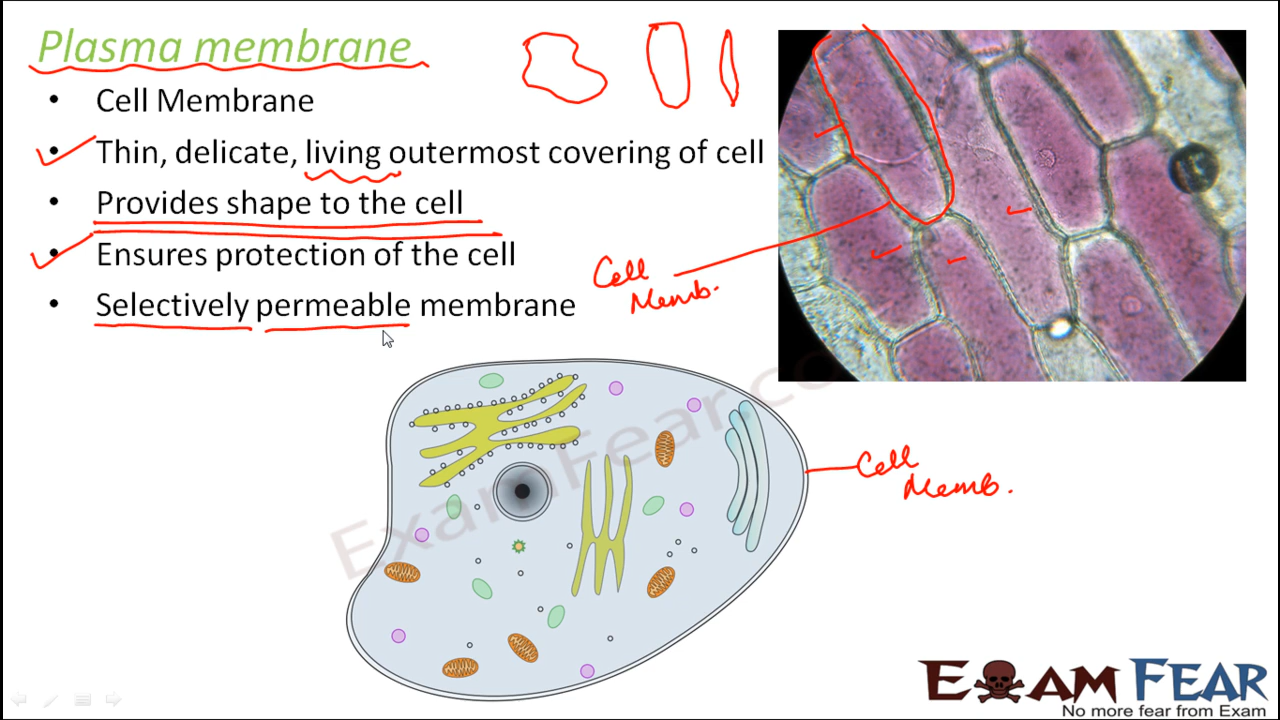 Plasma membrane
• Cell Membrane
• Thin, delicate, living outermost covering of cell
• Provides shape to the cell
• Ensures protection of the cell
• Selectively permeable membrane
Cell
Memb.
Cell
Memb.
ExamFear.com
EXAM FEAR
No more fear from Exam